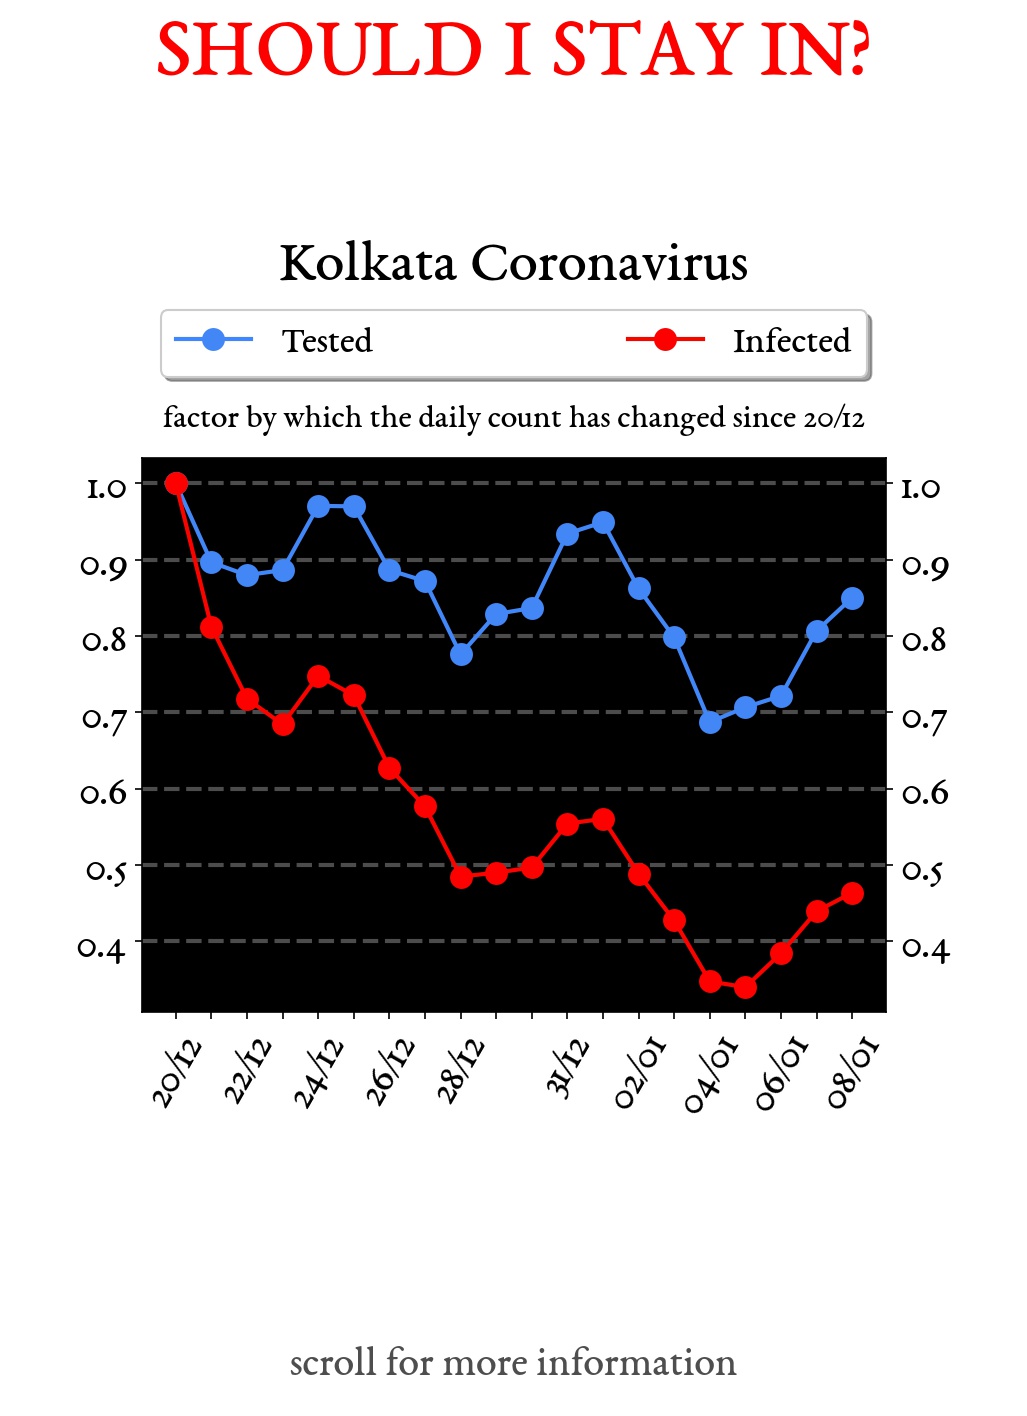 SHOULD I STAY IN?
Kolkata Coronavirus
Tested Infected
factor by which the daily count has changed since 20/12
1.0 1.0
0.9 0.9
0.8 0.8
0.7 0.7
0.6 0.6
0.5 0.5
0.4 0.4
20/12 22/12 24/12 26/12 28/12 31/12 02/01 04/01 06/01 08/01
scroll for more information